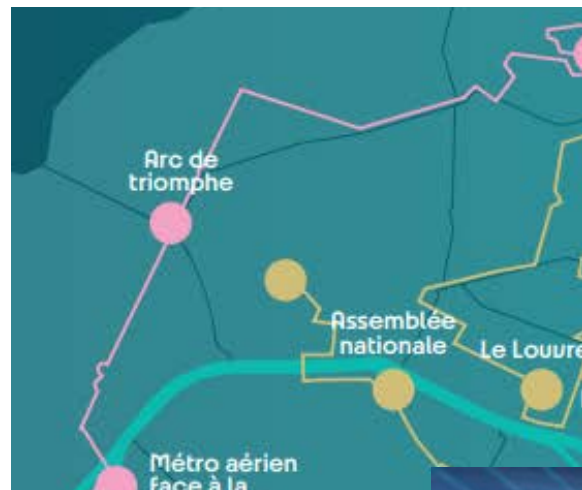 Arc de
triomphe
Assemblée
nationale
Le Louvre
Métro aérien
face à la